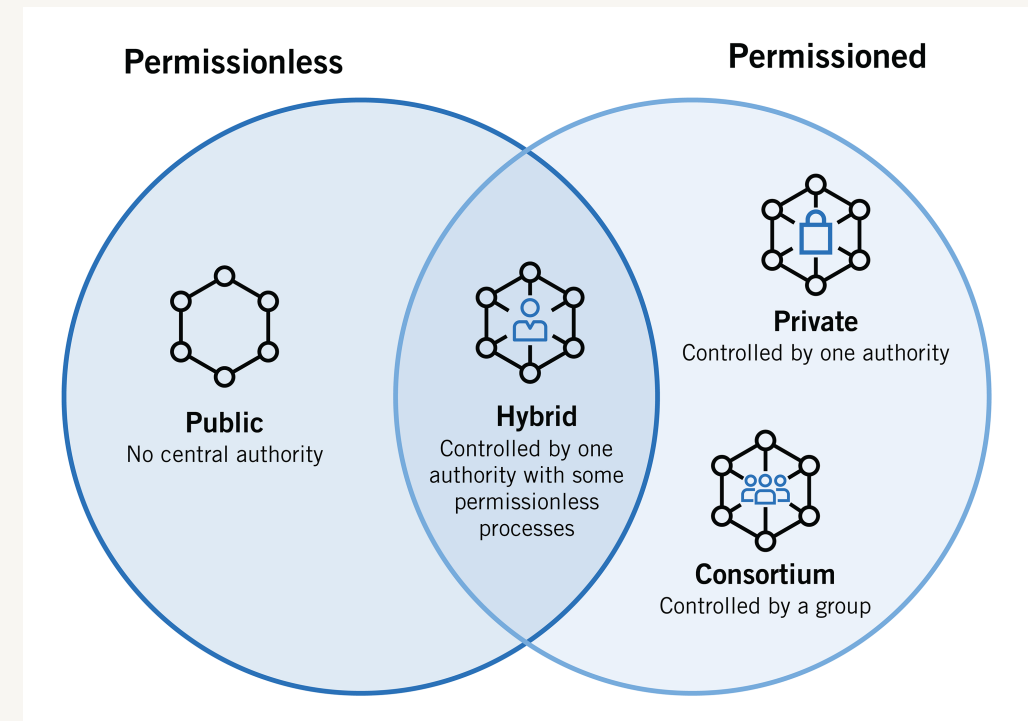 Permissionless
Permissioned
Public
No central authority
Hybrid
Controlled by one
authority with some
permissionless
processes
Private
Controlled by one authority
Consortium
Controlled by a group